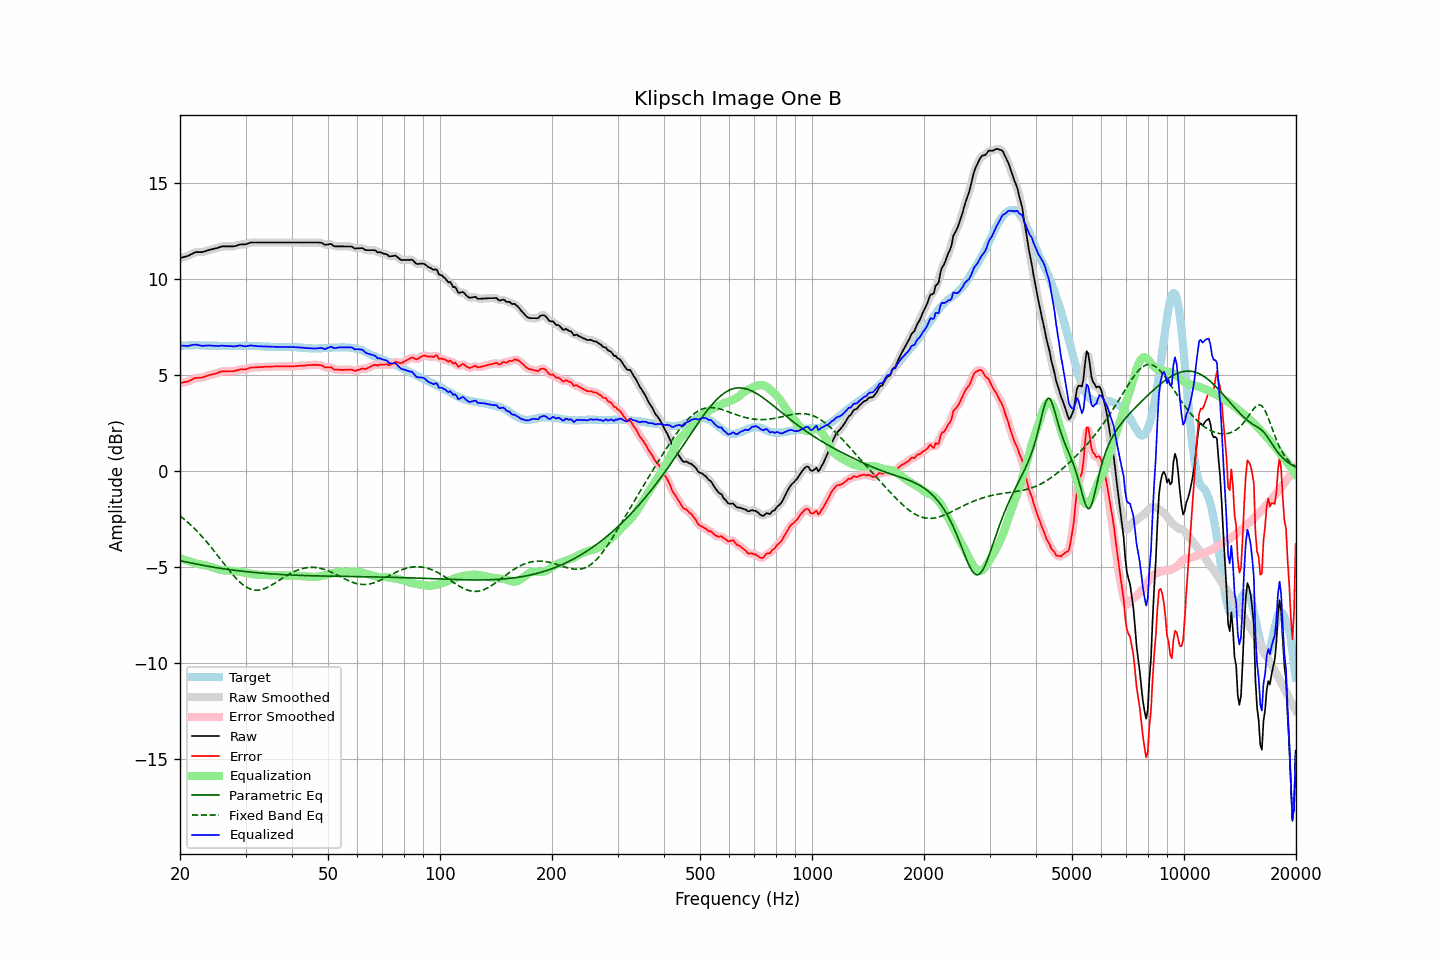 Klipsch Image One B
Amplitude (dBr)
15
10
5
0
−5
−10
−15
Target
Raw Smoothed
Error Smoothed
Raw
Error
Equalization
Parametric Eq
Fixed Band Eq
Equalized
20 50 100 200 500 1000 2000 5000 10000 20000
Frequency (Hz)